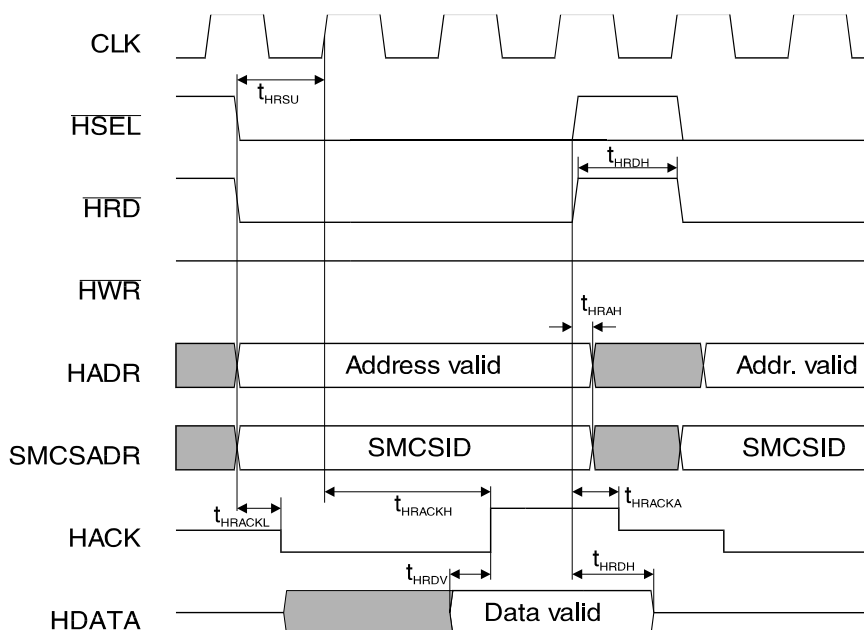 CLK
tHRSU
HSEL
tHRDH
HRD
HWR
tHRAH
HADR Address valid Addr. valid
SMCSADR SMCSID SMCSID
tHRACKL tHRACKH tHRACKA
HACK
tHRDV tHRDH
HDATA Data valid